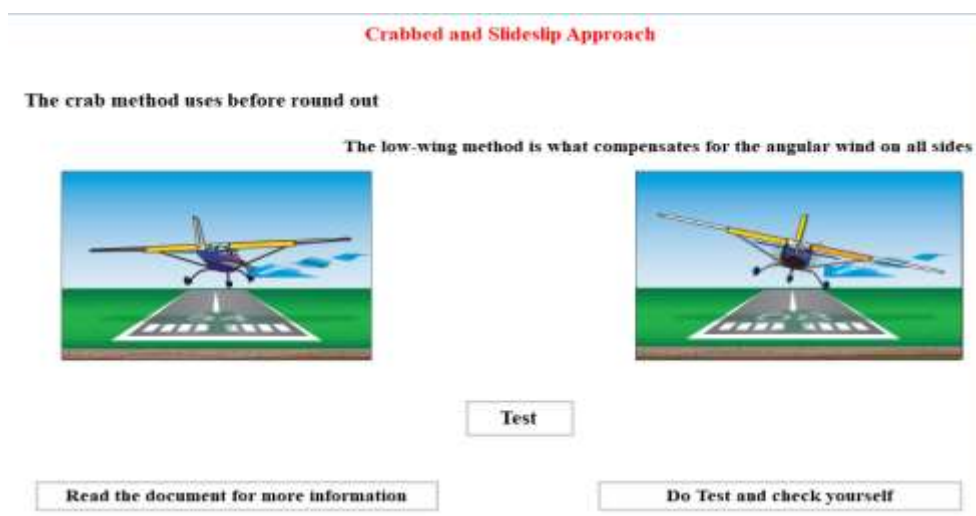 Crabbed and Slideslip Approach
The crab method uses before round out
The low-wing method is what compensates for the angular wind on all sides
Test
Read the document for more information
Do Test and check yourself